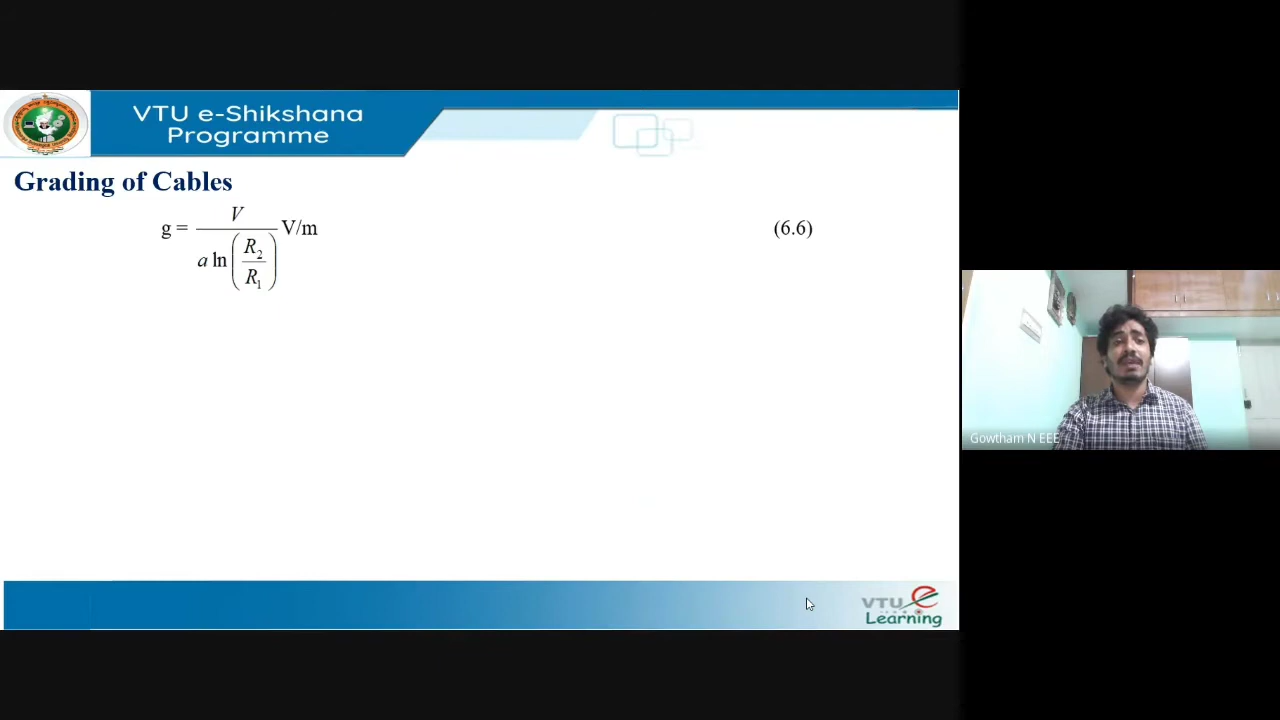 VTU e-Shikshana
Programme
Grading of Cables
g = V / a ln (R₂ / R₁) V/m (6.6)
Gowtham N EEE
VTU e
Learning